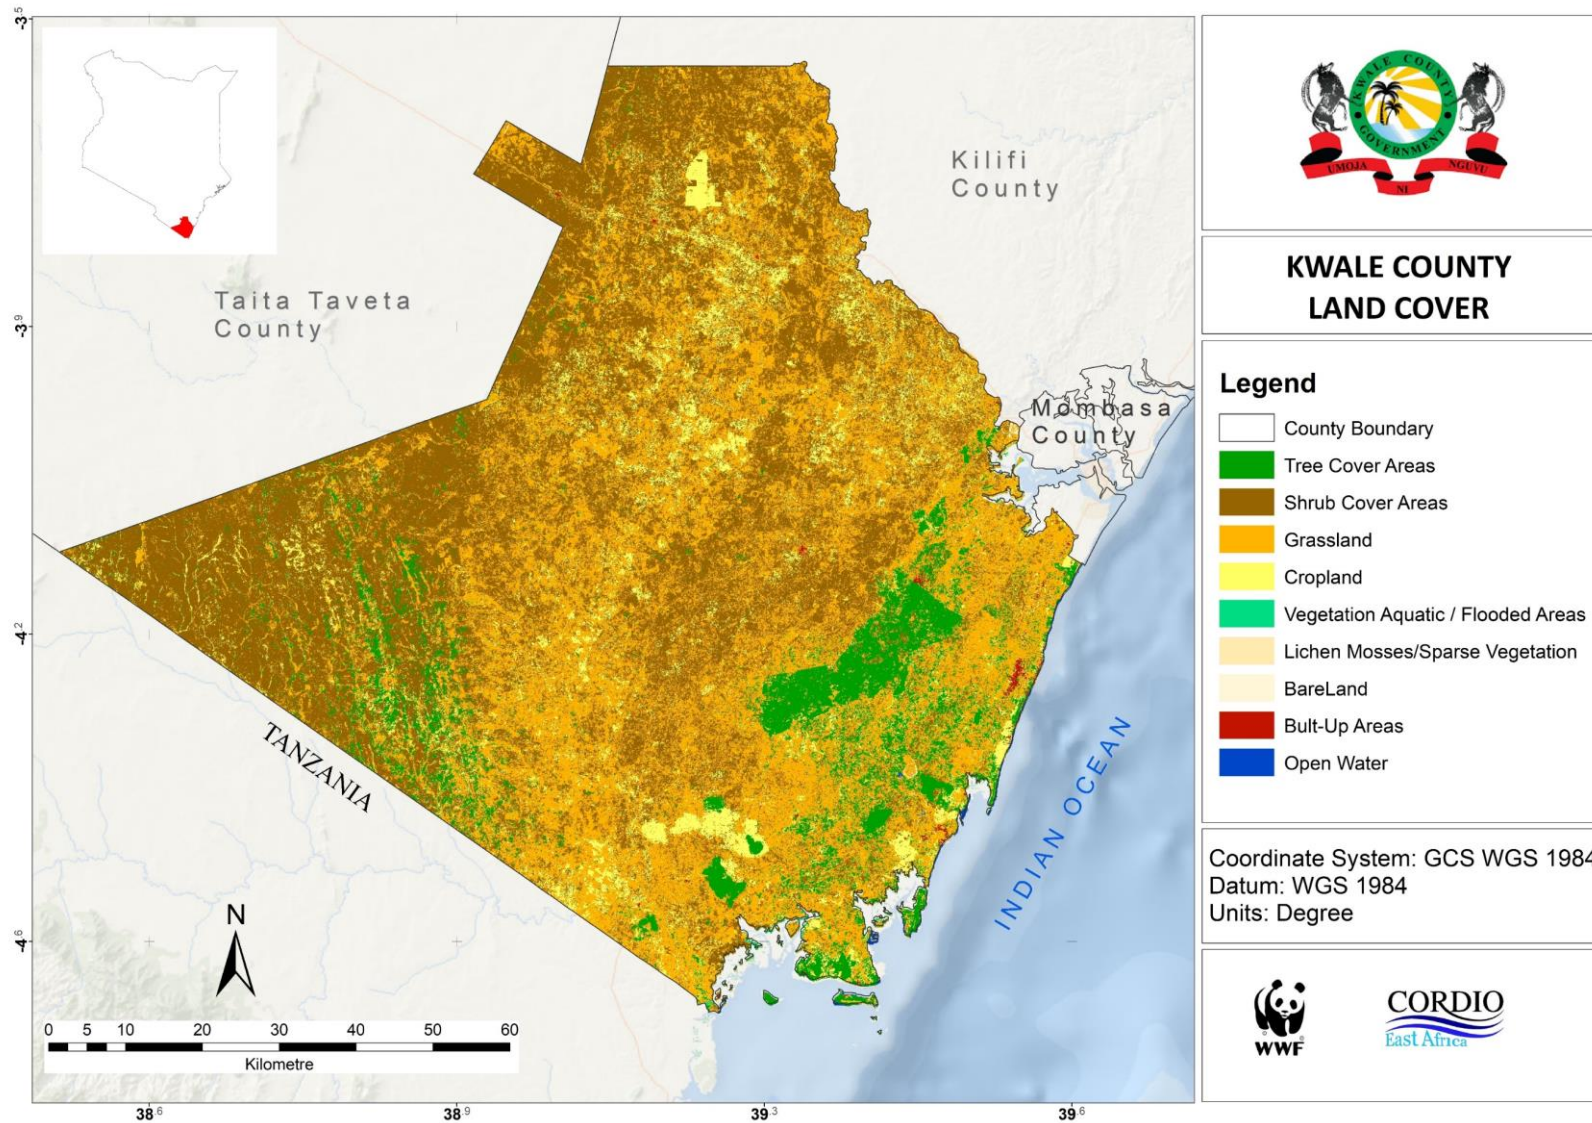 -3.5
-3.9
-4.2
-4.6
Taita Taveta
County
Kilifi
County
Mombasa
County
TANZANIA
INDIAN OCEAN
N
0 5 10 20 30 40 50 60
Kilometre
38.6 38.9 39.3 39.6
KWALE COUNTY
GOVERNMENT
UMOJA NI NGUVU
KWALE COUNTY
LAND COVER
Legend
County Boundary
Tree Cover Areas
Shrub Cover Areas
Grassland
Cropland
Vegetation Aquatic / Flooded Areas
Lichen Mosses/Sparse Vegetation
BareLand
Bult-Up Areas
Open Water
Coordinate System: GCS WGS 1984
Datum: WGS 1984
Units: Degree
WWF
CORDIO
East Africa